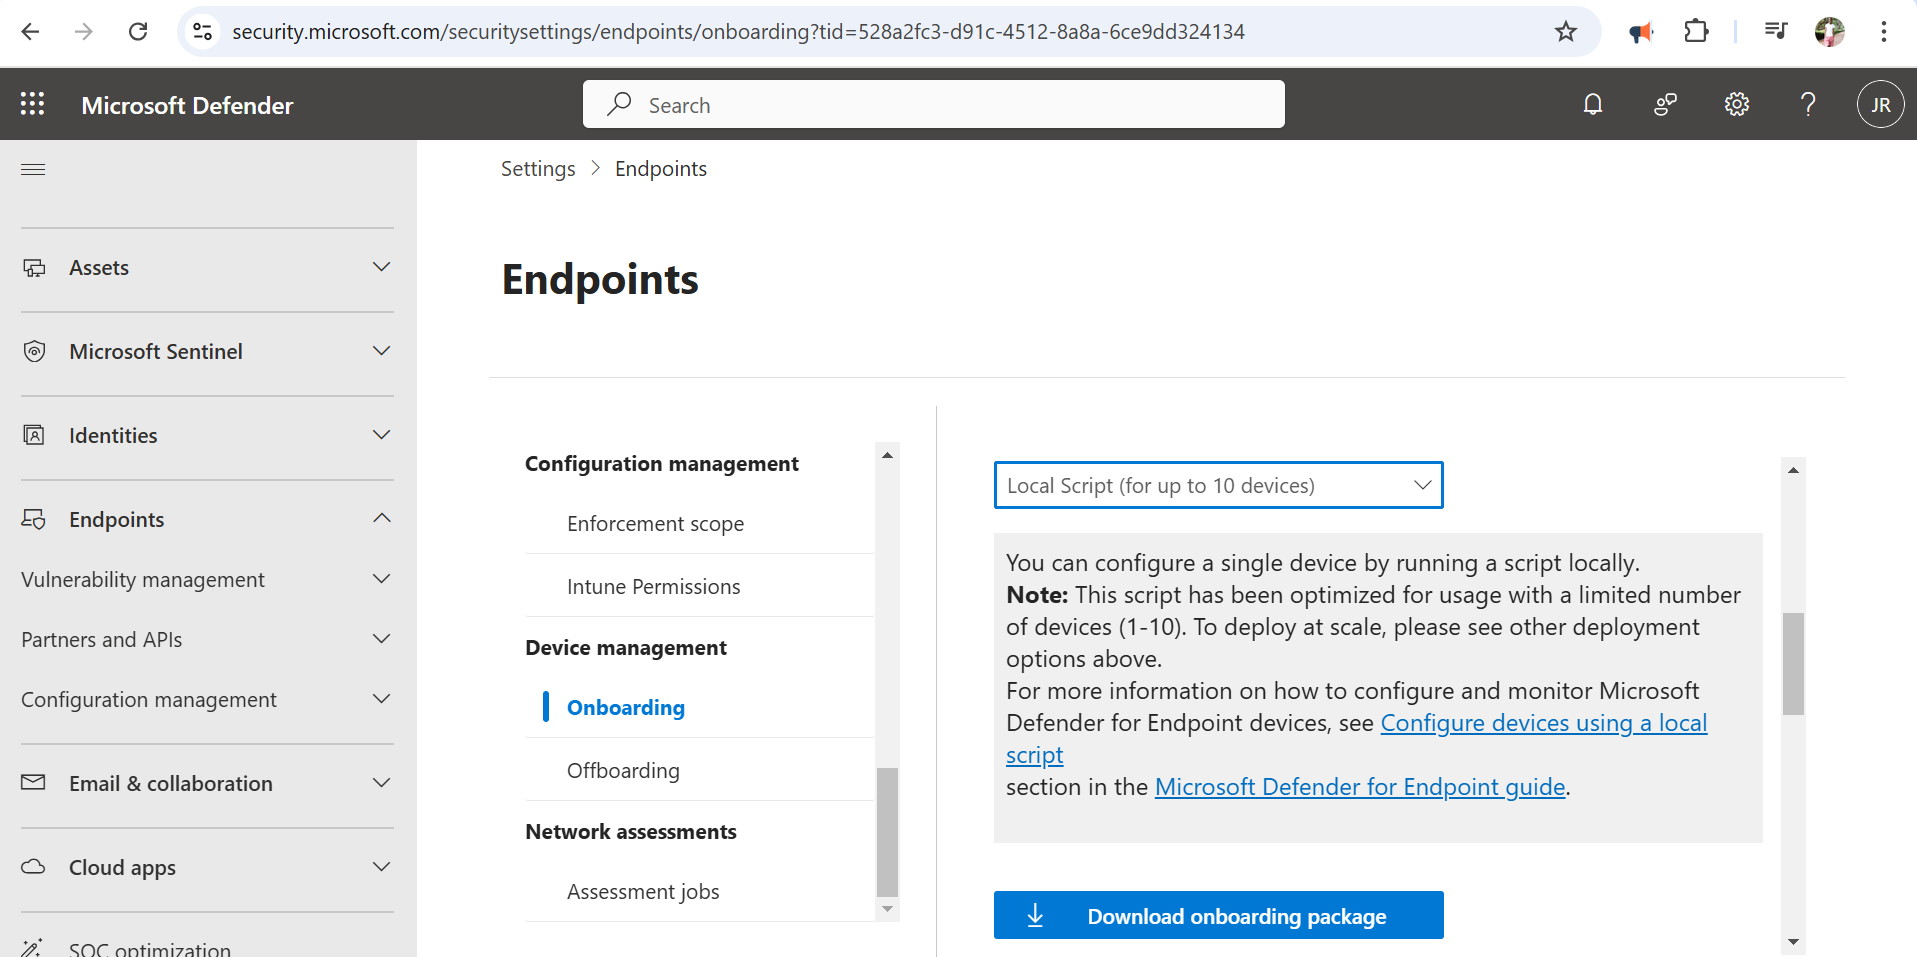 security.microsoft.com/securitysettings/endpoints/onboarding?tid=528a2fc3-d91c-4512-8a8a-6ce9dd324134
Microsoft Defender
Search
JR
Settings > Endpoints
Assets
Microsoft Sentinel
Identities
Endpoints
Vulnerability management
Partners and APIs
Configuration management
Email & collaboration
Cloud apps
SOC optimization
Endpoints
Configuration management
Enforcement scope
Intune Permissions
Device management
Onboarding
Offboarding
Network assessments
Assessment jobs
Local Script (for up to 10 devices)
You can configure a single device by running a script locally.
Note: This script has been optimized for usage with a limited number
of devices (1-10). To deploy at scale, please see other deployment
options above.
For more information on how to configure and monitor Microsoft
Defender for Endpoint devices, see Configure devices using a local
script
section in the Microsoft Defender for Endpoint guide.
Download onboarding package